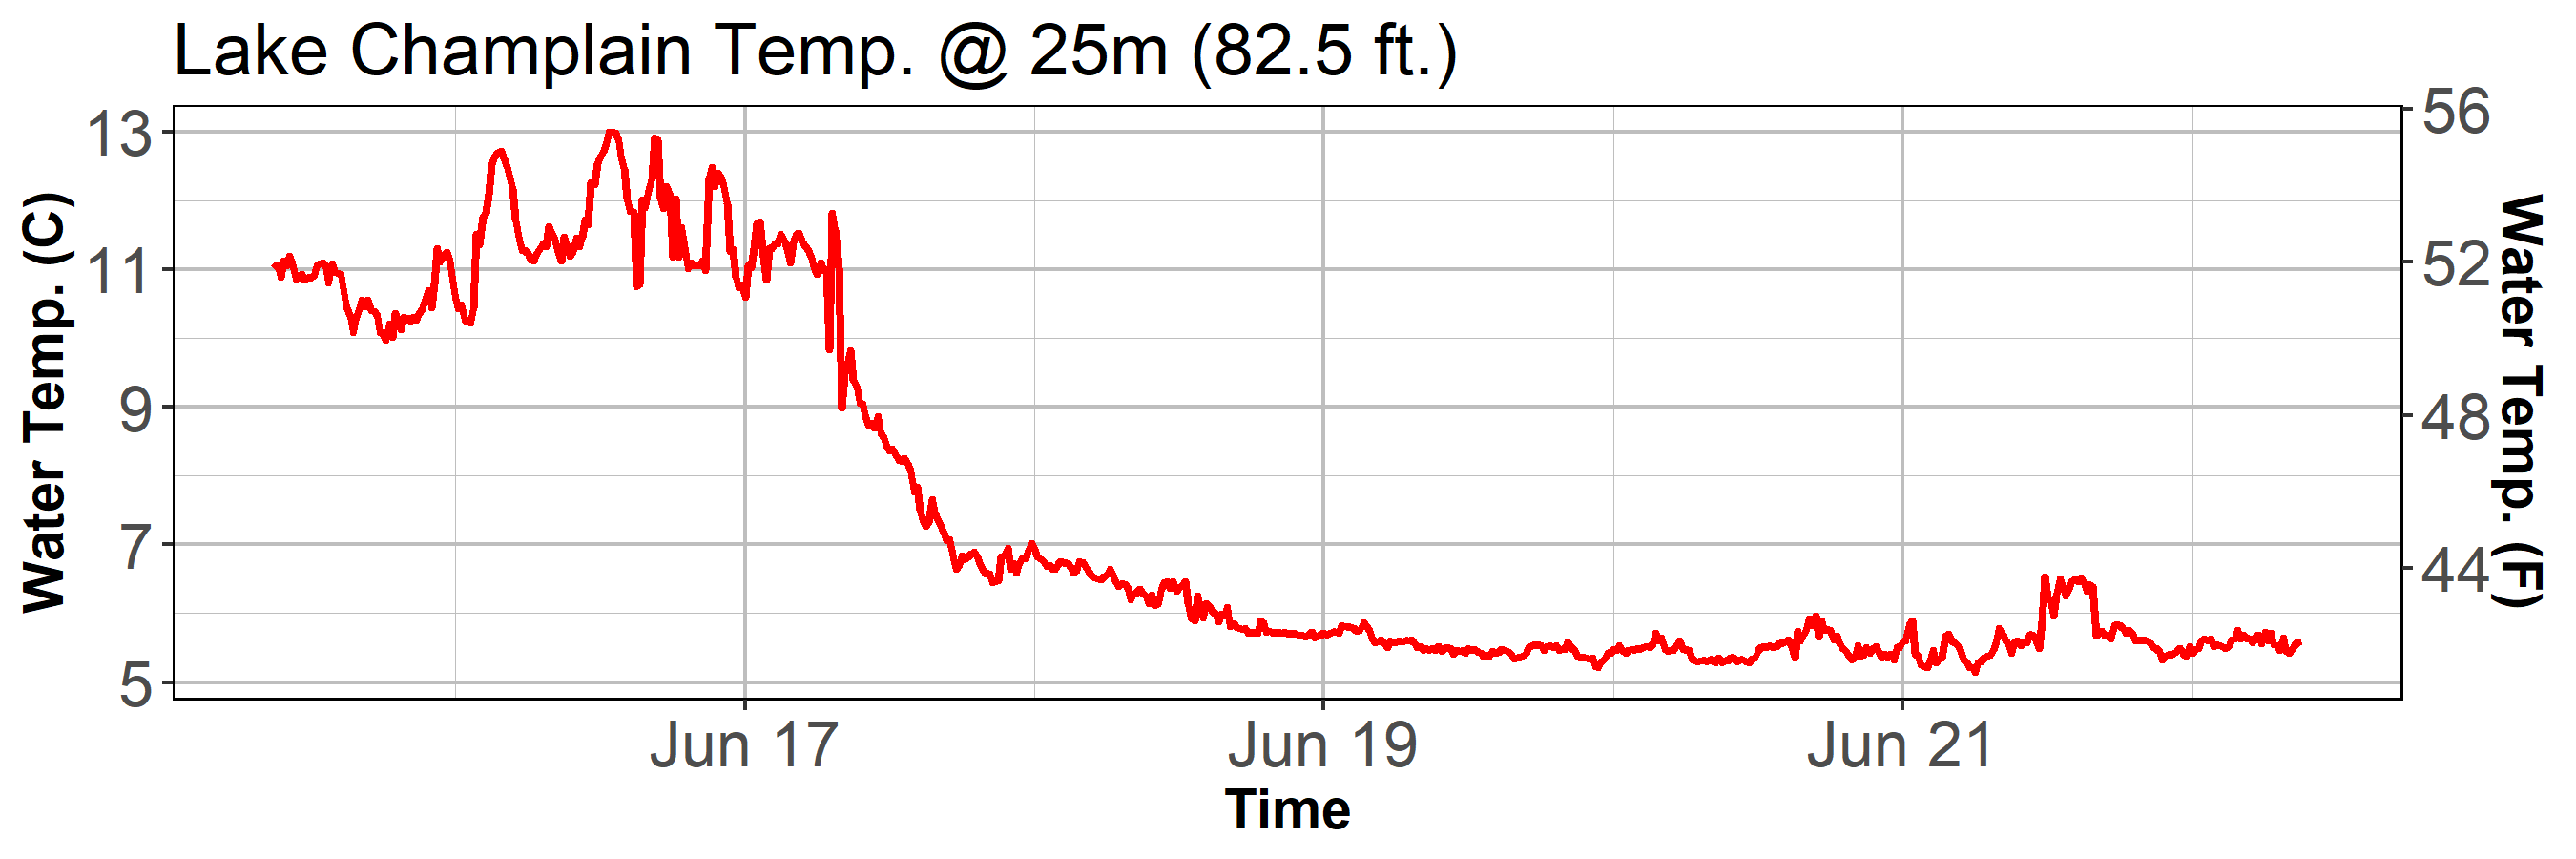 Lake Champlain Temp. @ 25m (82.5 ft.)
Water Temp. (C)
13
11
9
7
5
56
52
48
44
Water Temp. (F)
Jun 17
Jun 19
Jun 21
Time